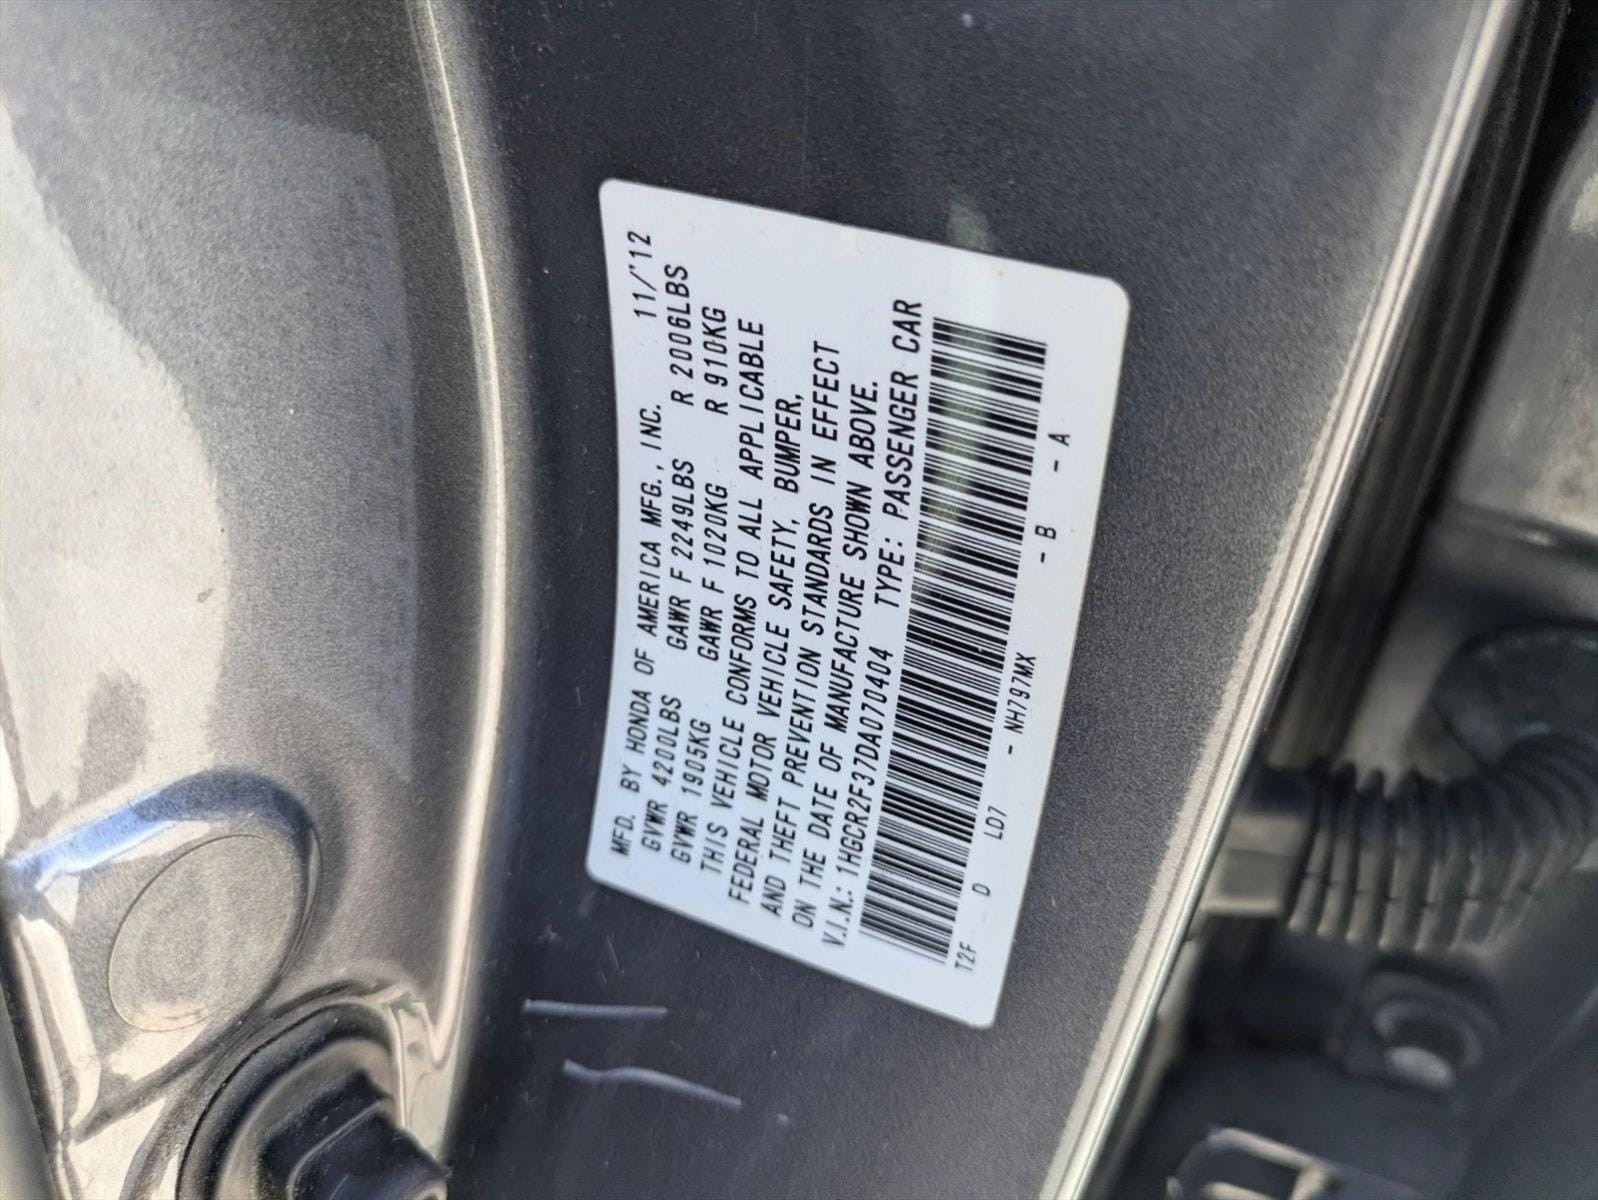 MFD. BY HONDA OF AMERICA MFG., INC. 11/'12
GVWR 4200LBS GAWR F 2249LBS R 2006LBS
GVWR 1905KG GAWR F 1020KG R 910KG
THIS VEHICLE CONFORMS TO ALL APPLICABLE
FEDERAL MOTOR VEHICLE SAFETY, BUMPER,
AND THEFT PREVENTION STANDARDS IN EFFECT
ON THE DATE OF MANUFACTURE SHOWN ABOVE.
V.I.N.: 1HGCR2F37DA070404 TYPE: PASSENGER CAR
T2F D LD7 - NH797MX - B - A